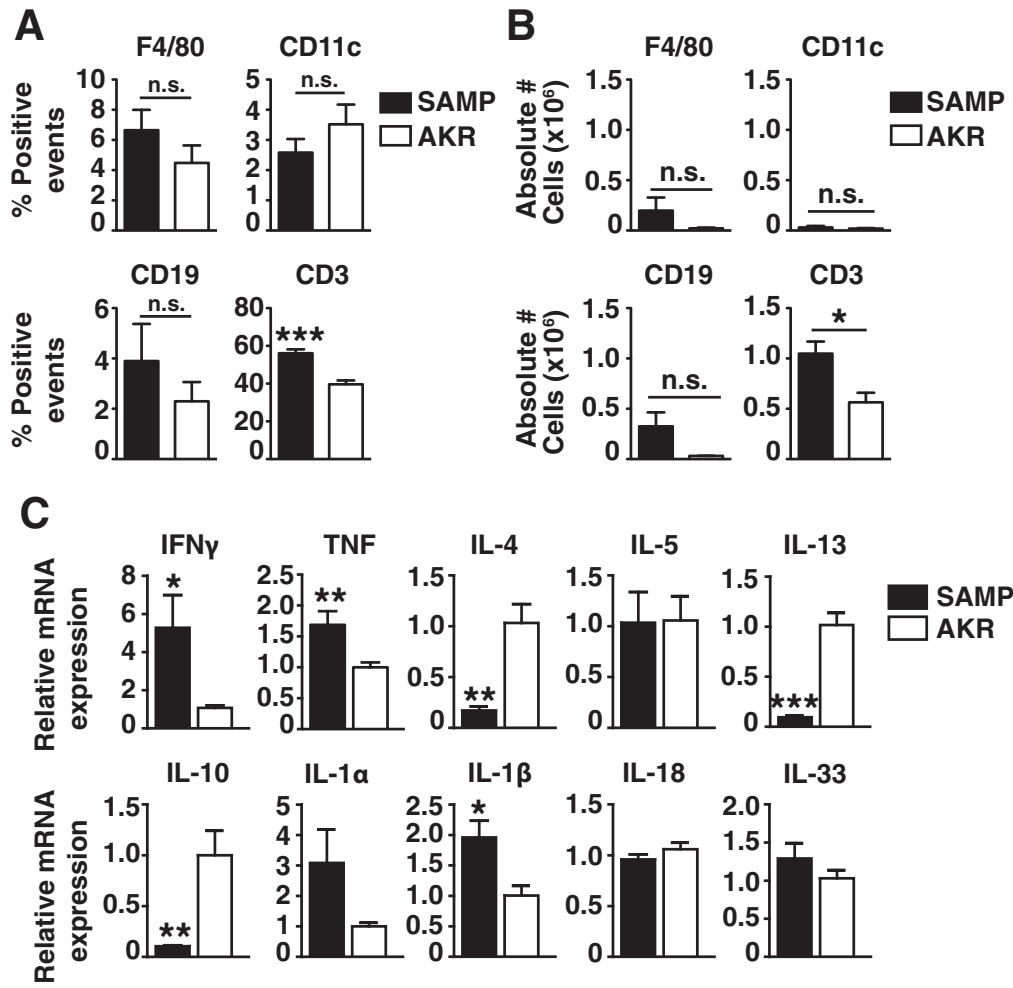 A
F4/80
CD11c
% Positive
events
10
8
6
4
2
0
n.s.
5
4
3
2
1
0
n.s.
SAMP
AKR
CD19
CD3
% Positive
events
6
4
2
0
n.s.
80
60
40
20
0
***
B
F4/80
CD11c
Absolute #
Cells (x10⁶)
1.5
1.0
0.5
0
n.s.
1.5
1.0
0.5
0
n.s.
SAMP
AKR
CD19
CD3
Absolute #
Cells (x10⁶)
1.5
1.0
0.5
0
n.s.
1.5
1.0
0.5
0
*
C
IFNγ
TNF
IL-4
IL-5
IL-13
Relative mRNA
expression
8
6
4
2
0
*
2.5
2.0
1.5
1.0
0.5
0
**
1.5
1.0
0.5
0
**
1.5
1.0
0.5
0
1.5
1.0
0.5
0
***
SAMP
AKR
IL-10
IL-1α
IL-1β
IL-18
IL-33
Relative mRNA
expression
1.5
1.0
0.5
0
**
5
4
3
2
1
0
2.5
2.0
1.5
1.0
0.5
0
*
1.5
1.0
0.5
0
2.0
1.5
1.0
0.5
0